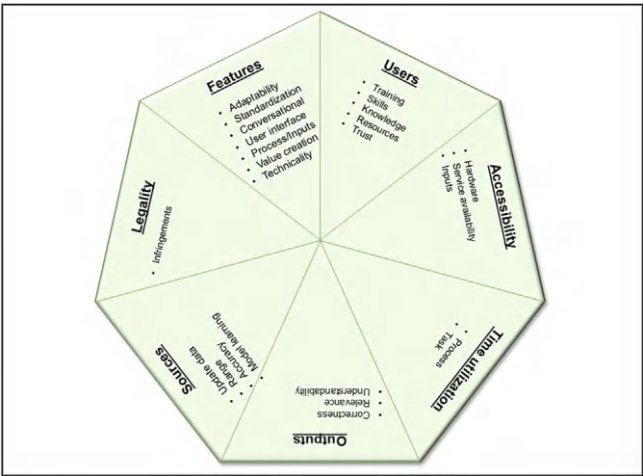 Features
Adaptability
Standardization
Conversational
User interface
Process/Inputs
Value creation
Technicality
Users
Training
Skills
Knowledge
Resources
Trust
Accessibility
Hardware
Service availability
Inputs
Time utilization
Process
Task
Outputs
Correctness
Relevance
Understandability
Sources
Update data
Range
Accuracy
Model learning
Legality
Infringements